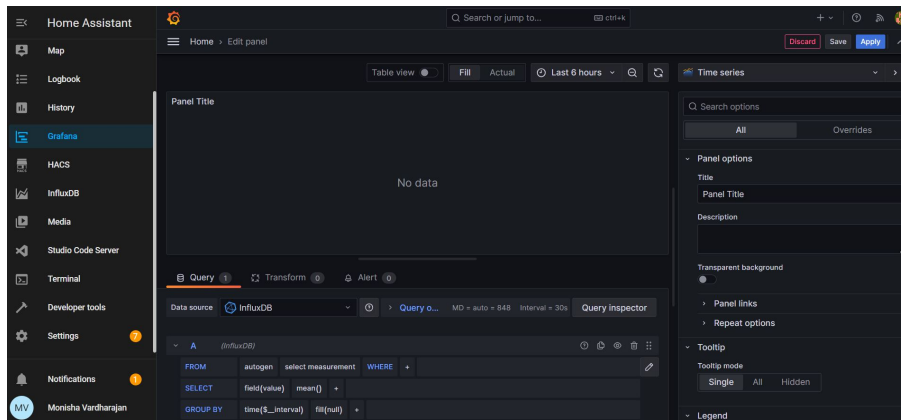 Home Assistant
Map
Logbook
History
Grafana
HACS
InfluxDB
Media
Studio Code Server
Terminal
Developer tools
Settings 7
Notifications 1
MV Monisha Vardharajan
Search or jump to... ctrl+k
Home › Edit panel
Discard Save Apply
Table view Fill Actual Last 6 hours
Panel Title
No data
Query 1 Transform 0 Alert 0
Data source InfluxDB Query o... MD = auto = 848 Interval = 30s Query inspector
A (InfluxDB)
FROM autogen select measurement WHERE +
SELECT field(value) mean() +
GROUP BY time($__interval) fill(null) +
Time series
Search options
All Overrides
Panel options
Title
Panel Title
Description
Transparent background
Panel links
Repeat options
Tooltip
Tooltip mode
Single All Hidden
Legend